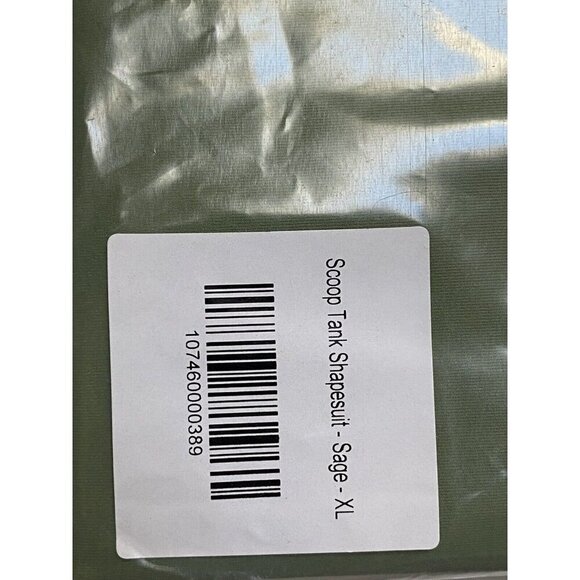 Scoop Tank Shapesuit - Sage - XL
107460000389